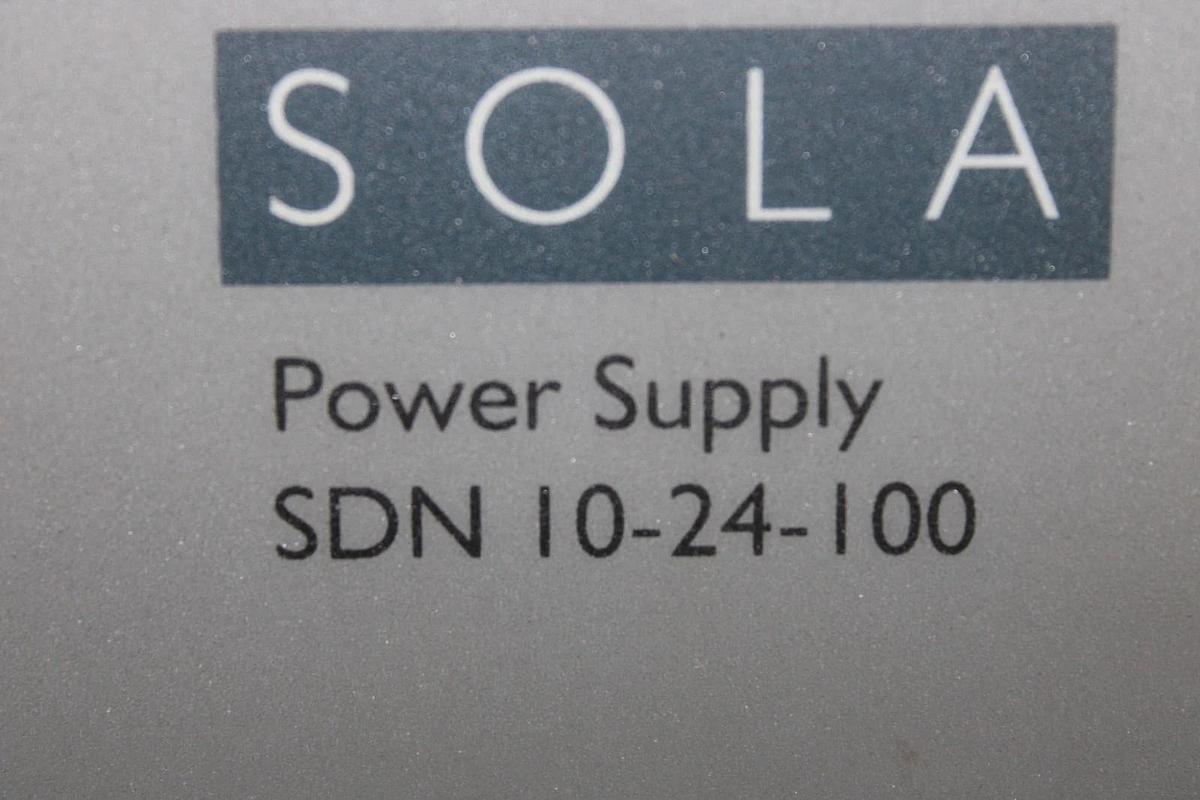 SOLA
Power Supply
SDN 10-24-100